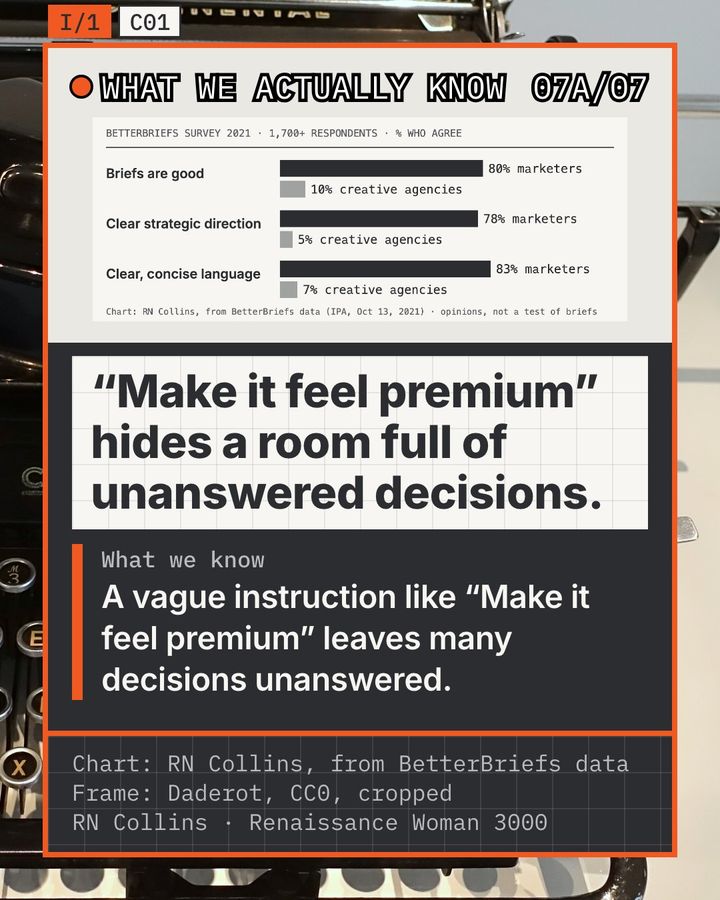 I/1 C01
WHAT WE ACTUALLY KNOW 07A/07
BETTERBRIEFS SURVEY 2021 · 1,700+ RESPONDENTS · % WHO AGREE
Briefs are good
80% marketers
10% creative agencies
Clear strategic direction
78% marketers
5% creative agencies
Clear, concise language
83% marketers
7% creative agencies
Chart: RN Collins, from BetterBriefs data (IPA, Oct 13, 2021) · opinions, not a test of briefs
“Make it feel premium”
hides a room full of
unanswered decisions.
What we know
A vague instruction like “Make it
feel premium” leaves many
decisions unanswered.
M
3
E
X
Chart: RN Collins, from BetterBriefs data
Frame: Daderot, CC0, cropped
RN Collins · Renaissance Woman 3000